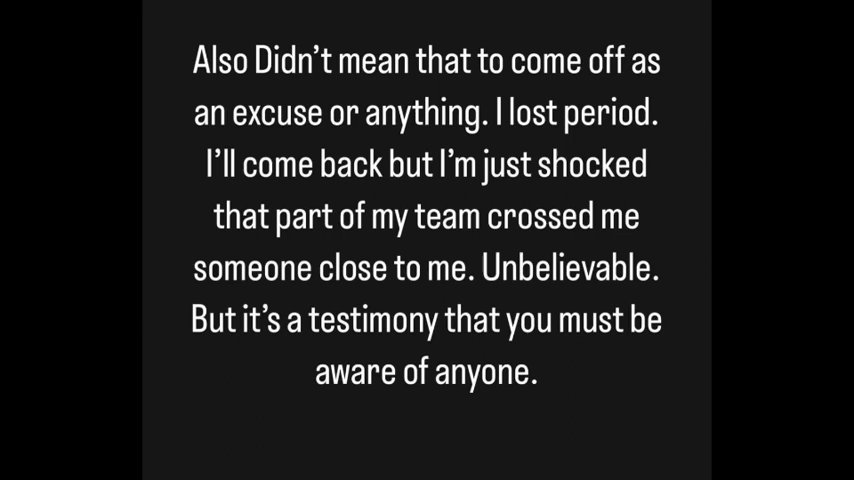 Also Didn’t mean that to come off as
an excuse or anything. I lost period.
I’ll come back but I’m just shocked
that part of my team crossed me
someone close to me. Unbelievable.
But it’s a testimony that you must be
aware of anyone.